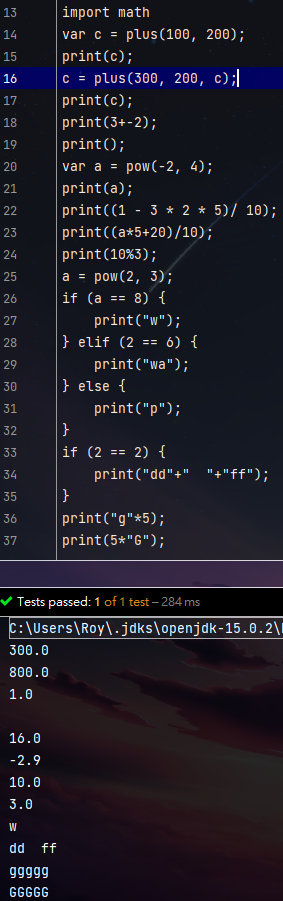 13 import math
14 var c = plus(100, 200);
15 print(c);
16 c = plus(300, 200, c);
17 print(c);
18 print(3+-2);
19 print();
20 var a = pow(-2, 4);
21 print(a);
22 print((1 - 3 * 2 * 5)/ 10);
23 print((a*5+20)/10);
24 print(10%3);
25 a = pow(2, 3);
26 if (a == 8) {
27     print("w");
28 } elif (2 == 6) {
29     print("wa");
30 } else {
31     print("p");
32 }
33 if (2 == 2) {
34     print("dd"+"  "+"ff");
35 }
36 print("g"*5);
37 print(5*"G");
Tests passed: 1 of 1 test – 284 ms
C:\Users\Roy\.jdks\openjdk-15.0.2\
300.0
800.0
1.0

16.0
-2.9
10.0
3.0
w
dd  ff
ggggg
GGGGG